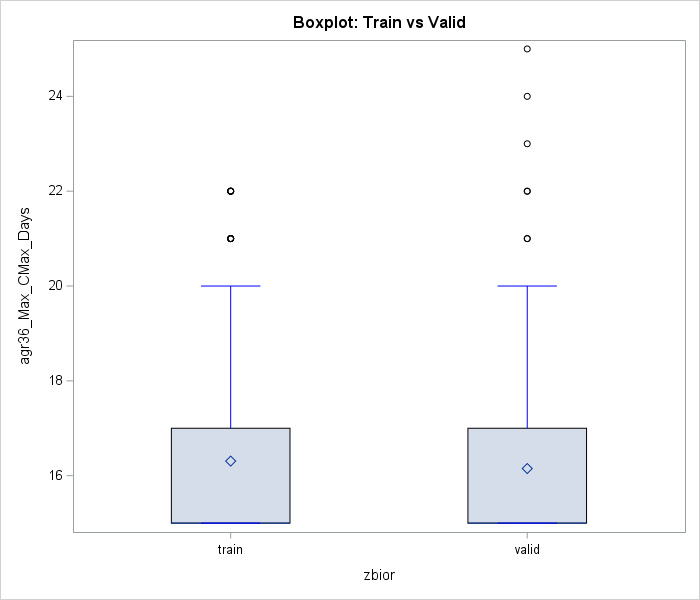 Boxplot: Train vs Valid
24
22
20
18
16
agr36_Max_CMax_Days
train
valid
zbior